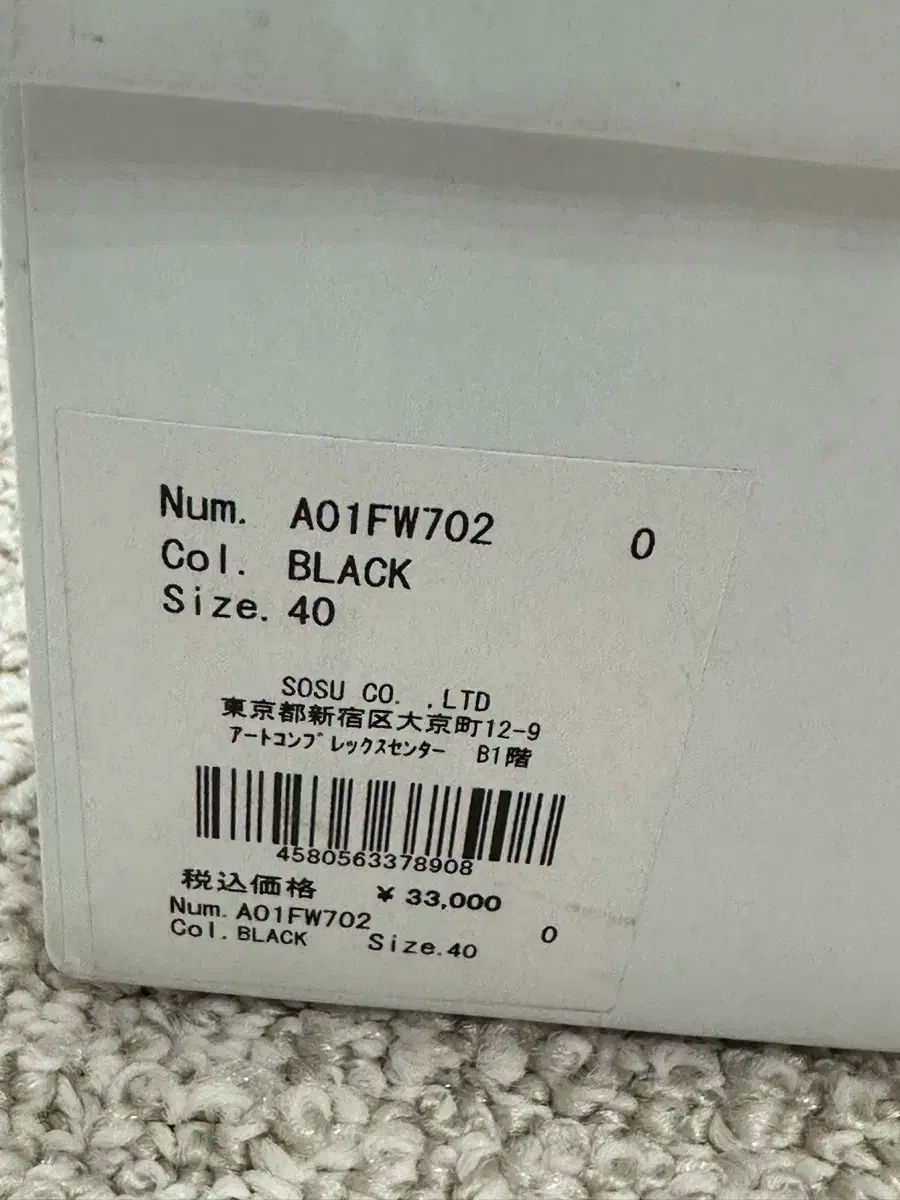 Num. A01FW702 0
Col. BLACK
Size. 40
SOSU CO. ,LTD
東京都新宿区大京町12-9
ｱｰﾄｺﾝﾌﾟﾚｯｸｽｾﾝﾀｰ B1階
4580563378908
税込価格 ¥ 33,000
Num. A01FW702 0
Col. BLACK Size. 40